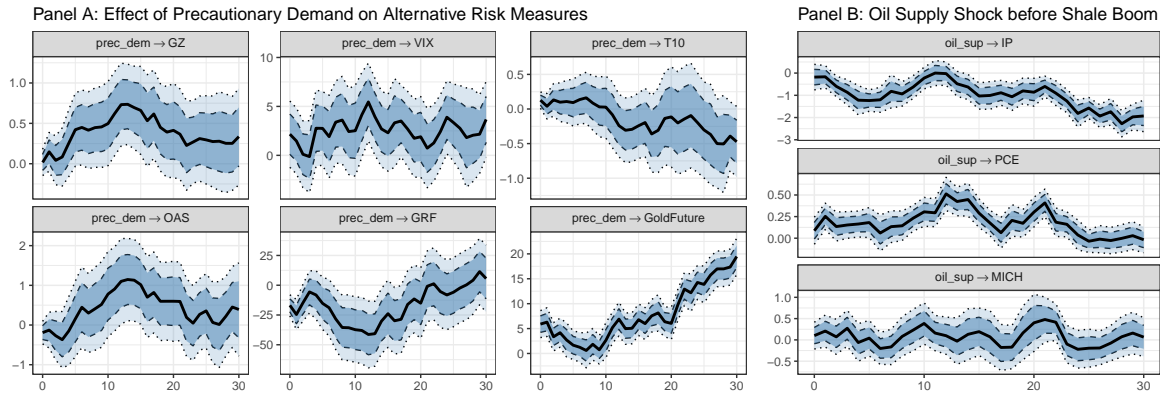 Panel A: Effect of Precautionary Demand on Alternative Risk Measures
Panel B: Oil Supply Shock before Shale Boom
prec_dem → GZ
prec_dem → VIX
prec_dem → T10
oil_sup → IP
1.0
0.5
0.0
10
5
0
0.5
0.0
−0.5
−1.0
0
−1
−2
−3
oil_sup → PCE
0.50
0.25
0.00
prec_dem → OAS
prec_dem → GRF
prec_dem → GoldFuture
2
1
0
−1
25
0
−25
−50
20
15
10
5
0
oil_sup → MICH
1.0
0.5
0.0
−0.5
0 10 20 30
0 10 20 30
0 10 20 30
0 10 20 30